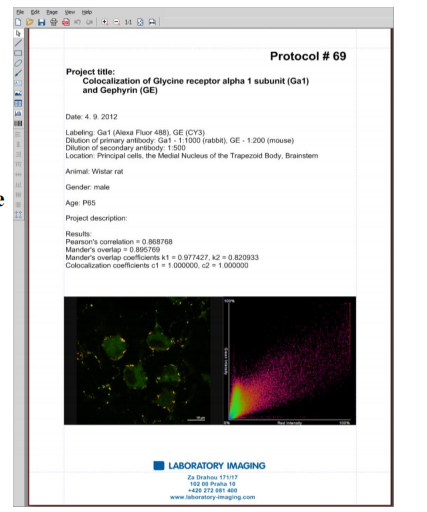 File Edit Page View Help
1:1
Protocol # 69
Project title:
Colocalization of Glycine receptor alpha 1 subunit (Ga1)
and Gephyrin (GE)
Date: 4. 9. 2012
Labeling: Ga1 (Alexa Fluor 488), GE (CY3)
Dilution of primary antibody: Ga1 - 1:1000 (rabbit), GE - 1:200 (mouse)
Dilution of secondary antibody: 1:500
Location: Principal cells, the Medial Nucleus of the Trapezoid Body, Brainstem
Animal: Wistar rat
Gender: male
Age: P65
Project description:
Results:
Pearson's correlation = 0.868768
Mander's overlap = 0.895769
Mander's overlap coefficients k1 = 0.977427, k2 = 0.820933
Colocalization coefficients c1 = 1.000000, c2 = 1.000000
e
100%
Green Intensity
0% Red Intensity 100%
LABORATORY IMAGING
Za Drahou 171/17
102 00 Praha 10
+420 272 081 400
www.laboratory-imaging.com